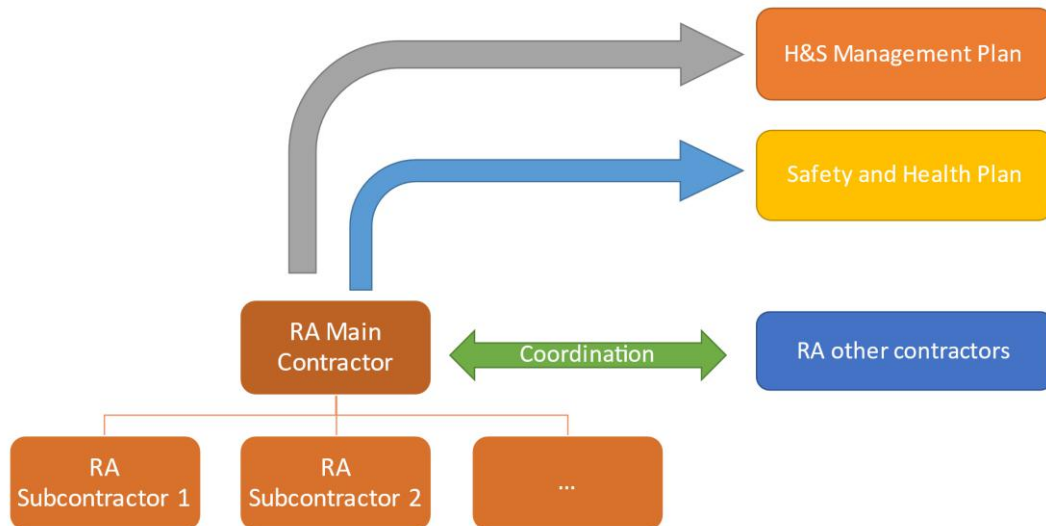 H&S Management Plan
Safety and Health Plan
RA Main
Contractor
Coordination
RA other contractors
RA
Subcontractor 1
RA
Subcontractor 2
...